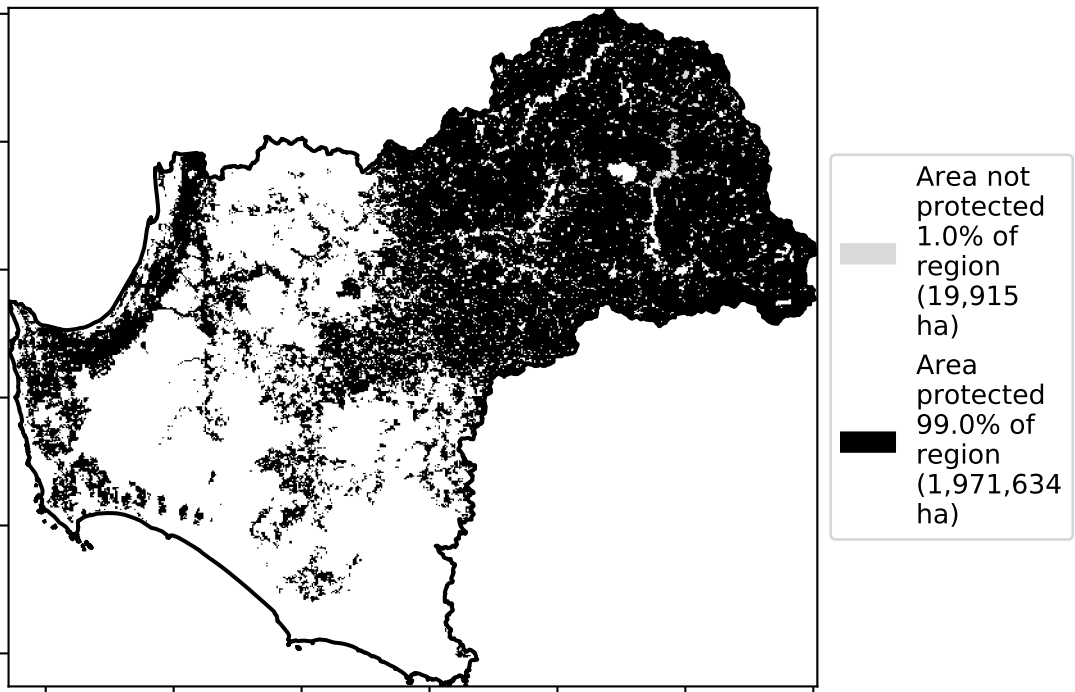 Area not
protected
1.0% of
region
(19,915
ha)
Area
protected
99.0% of
region
(1,971,634
ha)